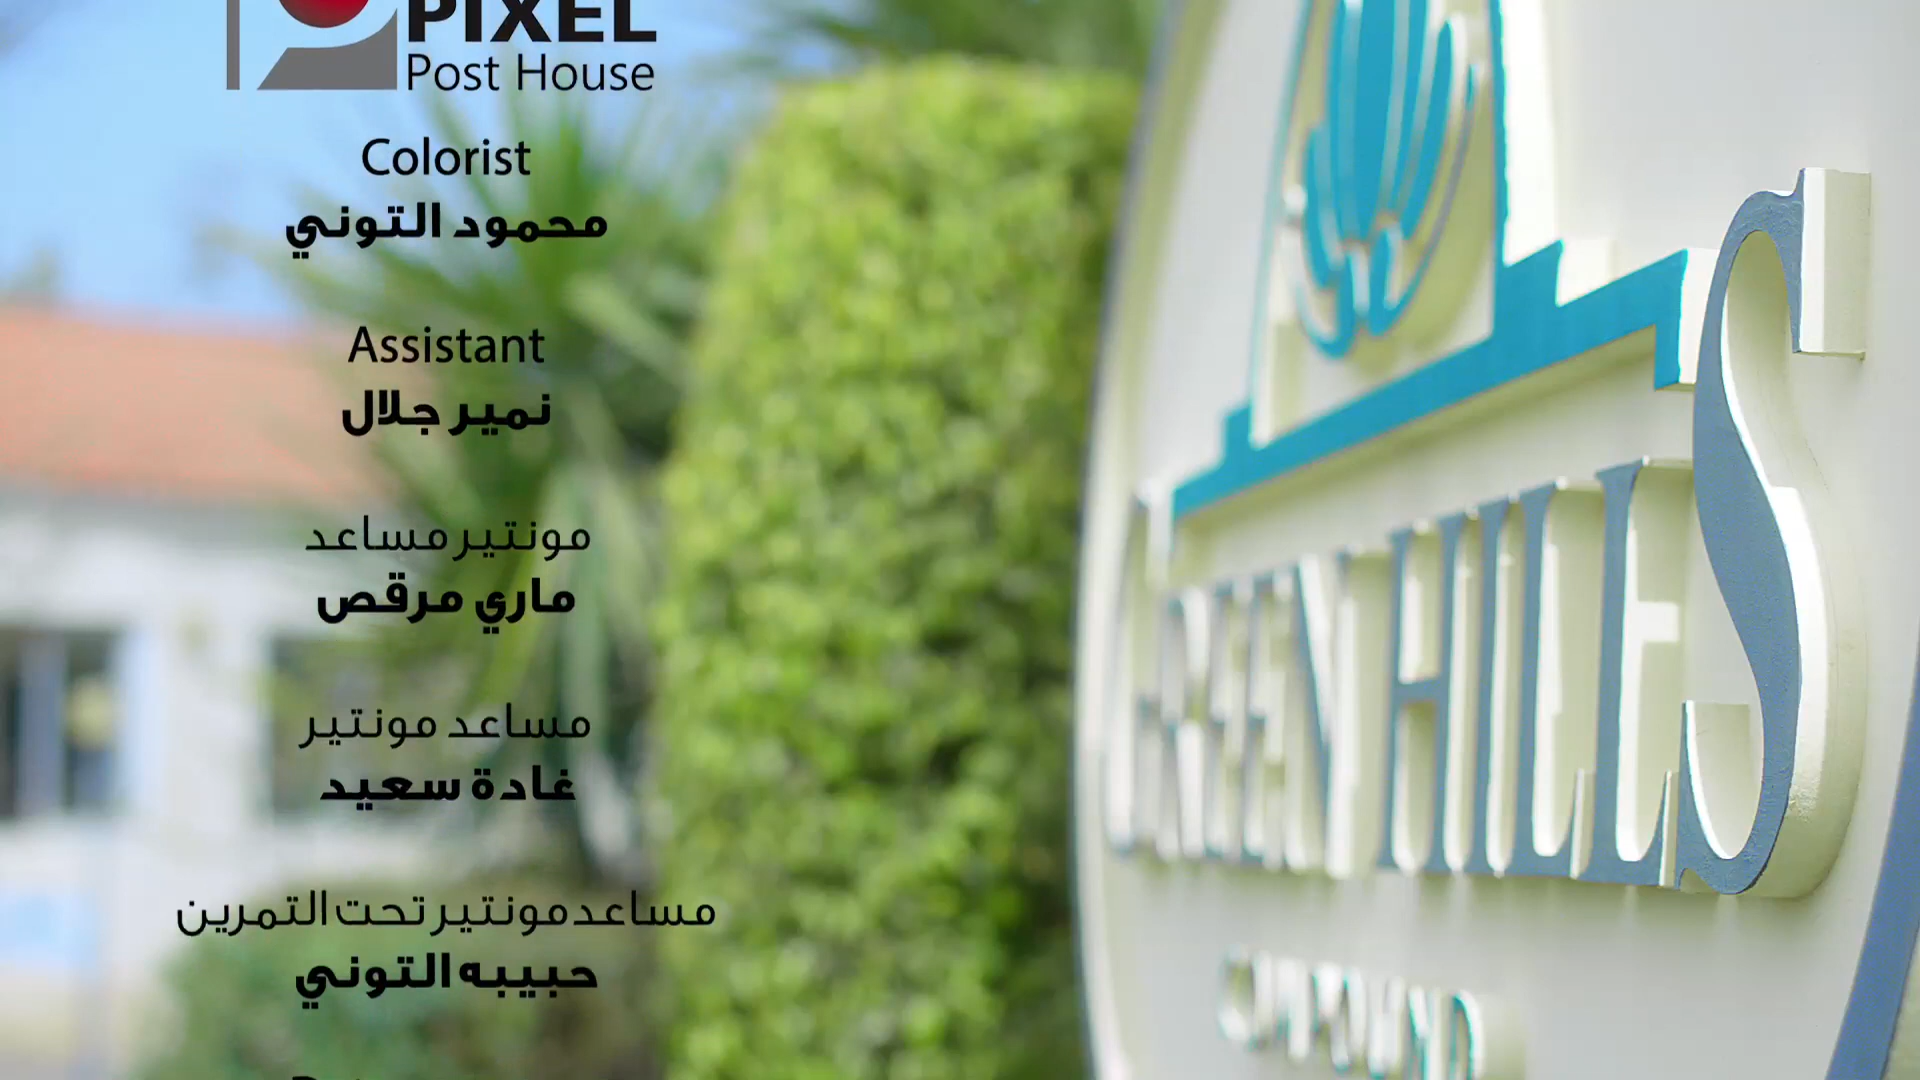 PIXEL
Post House
Colorist
محمود التوني
Assistant
نمير جلال
مونتير مساعد
ماري مرقص
مساعد مونتير
غادة سعيد
مساعد مونتير تحت التمرين
حبيبه التوني
GREEN HILLS
COMPOUND